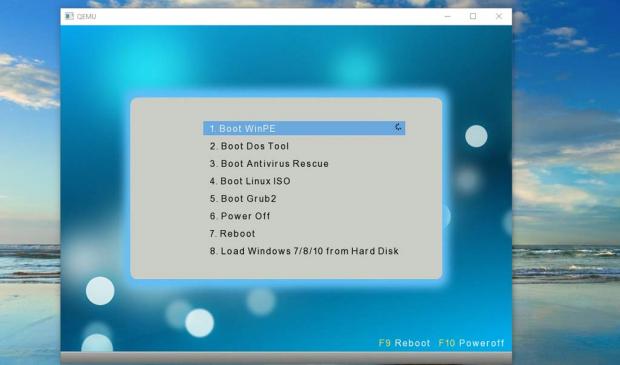 QEMU
1. Boot WinPE
2. Boot Dos Tool
3. Boot Antivirus Rescue
4. Boot Linux ISO
5. Boot Grub2
6. Power Off
7. Reboot
8. Load Windows 7/8/10 from Hard Disk
F9 Reboot F10 Poweroff